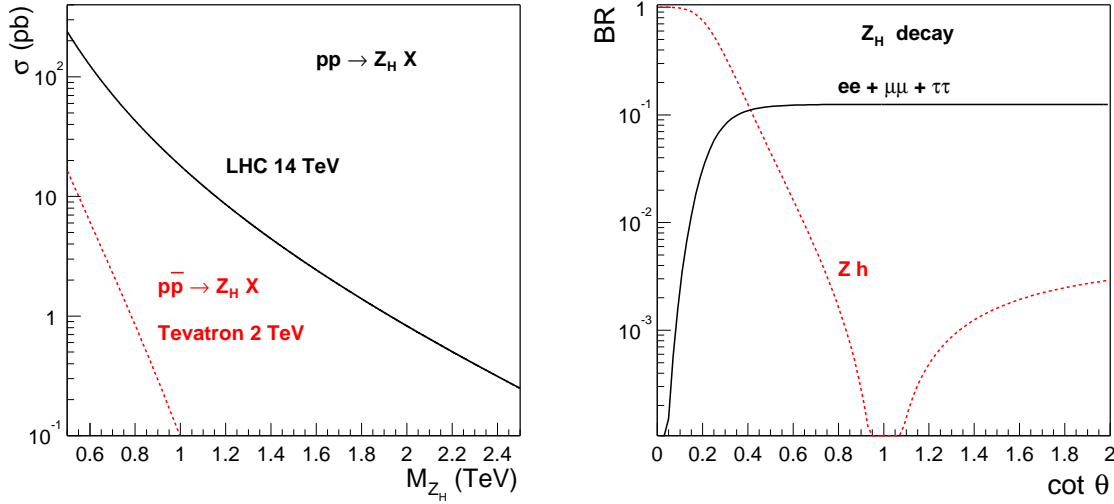 σ (pb)
10²
10
1
10⁻¹
pp → Z_H X
LHC 14 TeV
pp̅ → Z_H X
Tevatron 2 TeV
0.6 0.8 1 1.2 1.4 1.6 1.8 2 2.2 2.4
M_{Z_H} (TeV)
BR
1
10⁻¹
10⁻²
10⁻³
Z_H decay
ee + μμ + ττ
Z h
0 0.2 0.4 0.6 0.8 1 1.2 1.4 1.6 1.8 2
cot θ